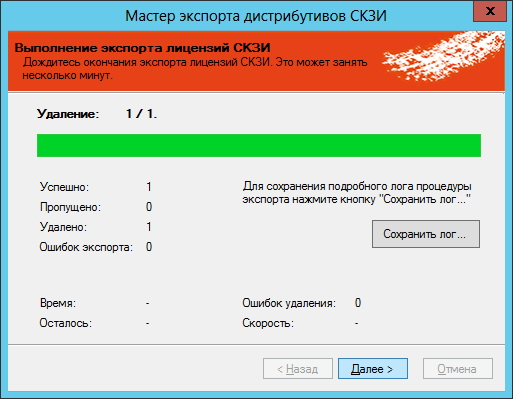 Мастер экспорта дистрибутивов СКЗИ
x
Выполнение экспорта лицензий СКЗИ
Дождитесь окончания экспорта лицензий СКЗИ. Это может занять
несколько минут.
Удаление: 1 / 1.
Успешно: 1
Пропущено: 0
Удалено: 1
Ошибок экспорта: 0
Для сохранения подробного лога процедуры
экспорта нажмите кнопку "Сохранить лог..."
Сохранить лог...
Время: - Ошибок удаления: 0
Осталось: - Скорость: -
< Назад Далее > Отмена